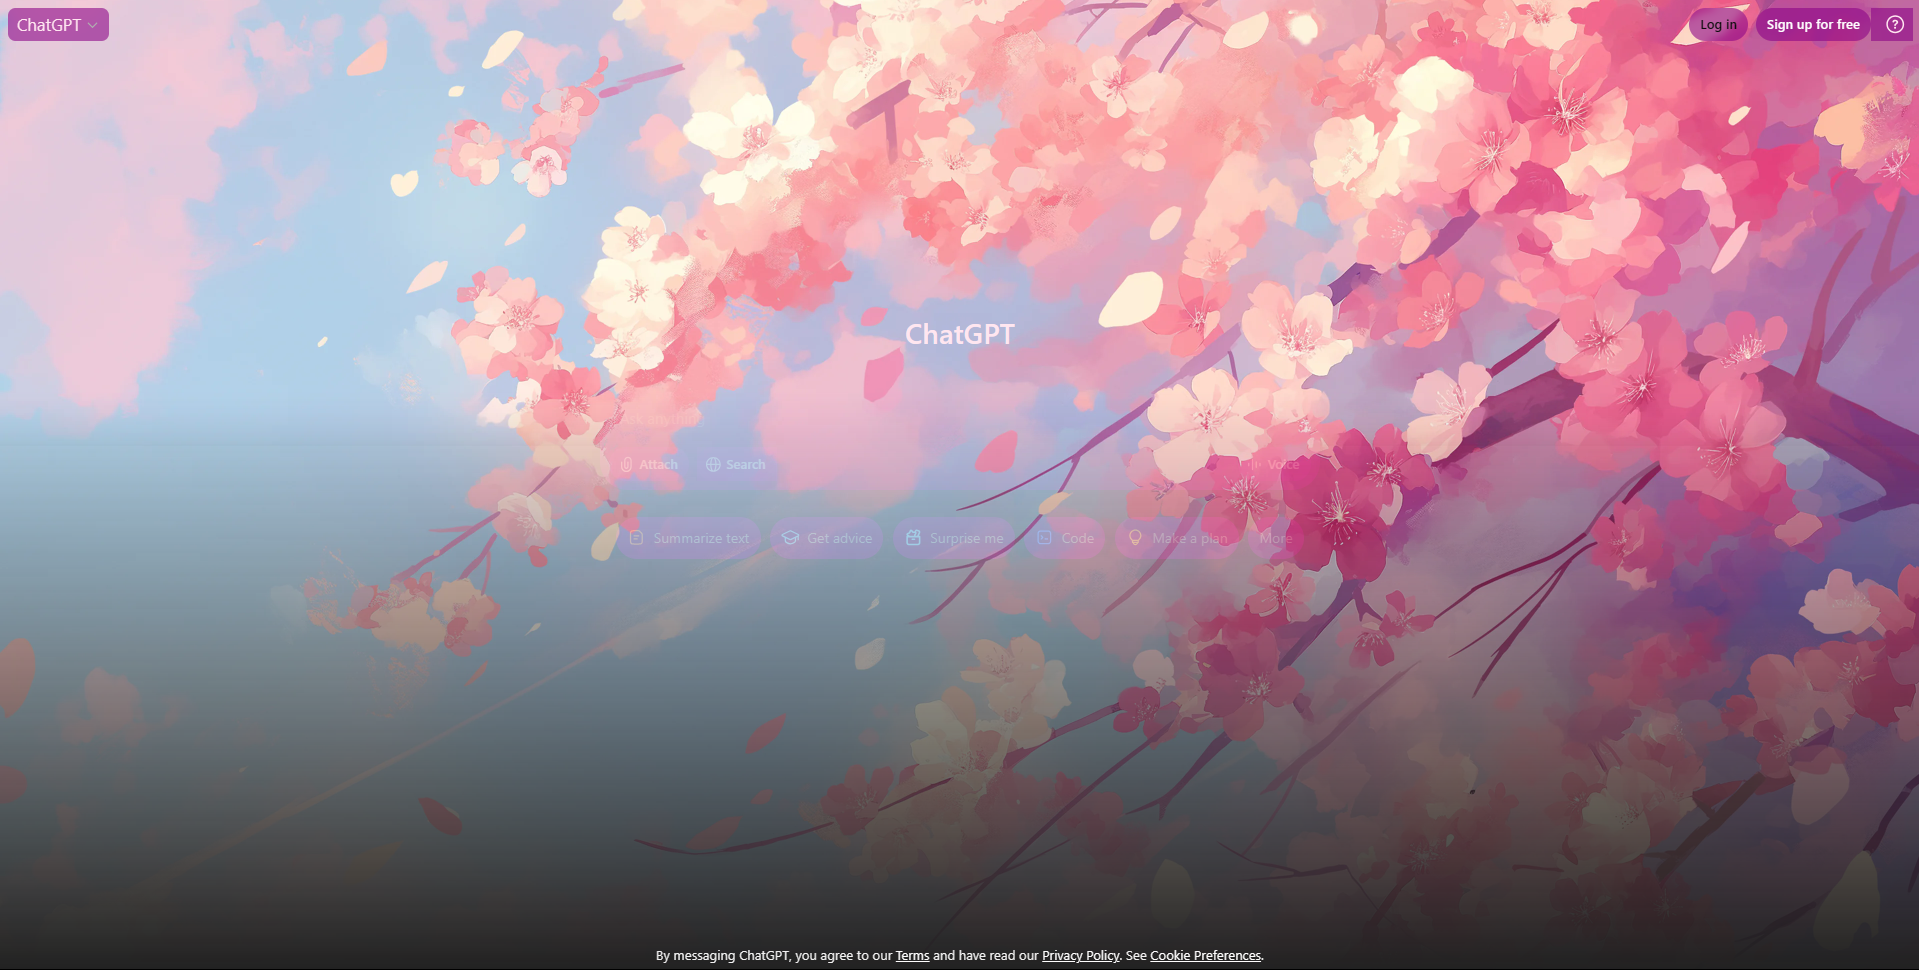 ChatGPT
Log in
Sign up for free
ChatGPT
Ask anything
Attach
Search
Voice
Summarize text
Get advice
Surprise me
Code
Make a plan
More
By messaging ChatGPT, you agree to our Terms and have read our Privacy Policy. See Cookie Preferences.